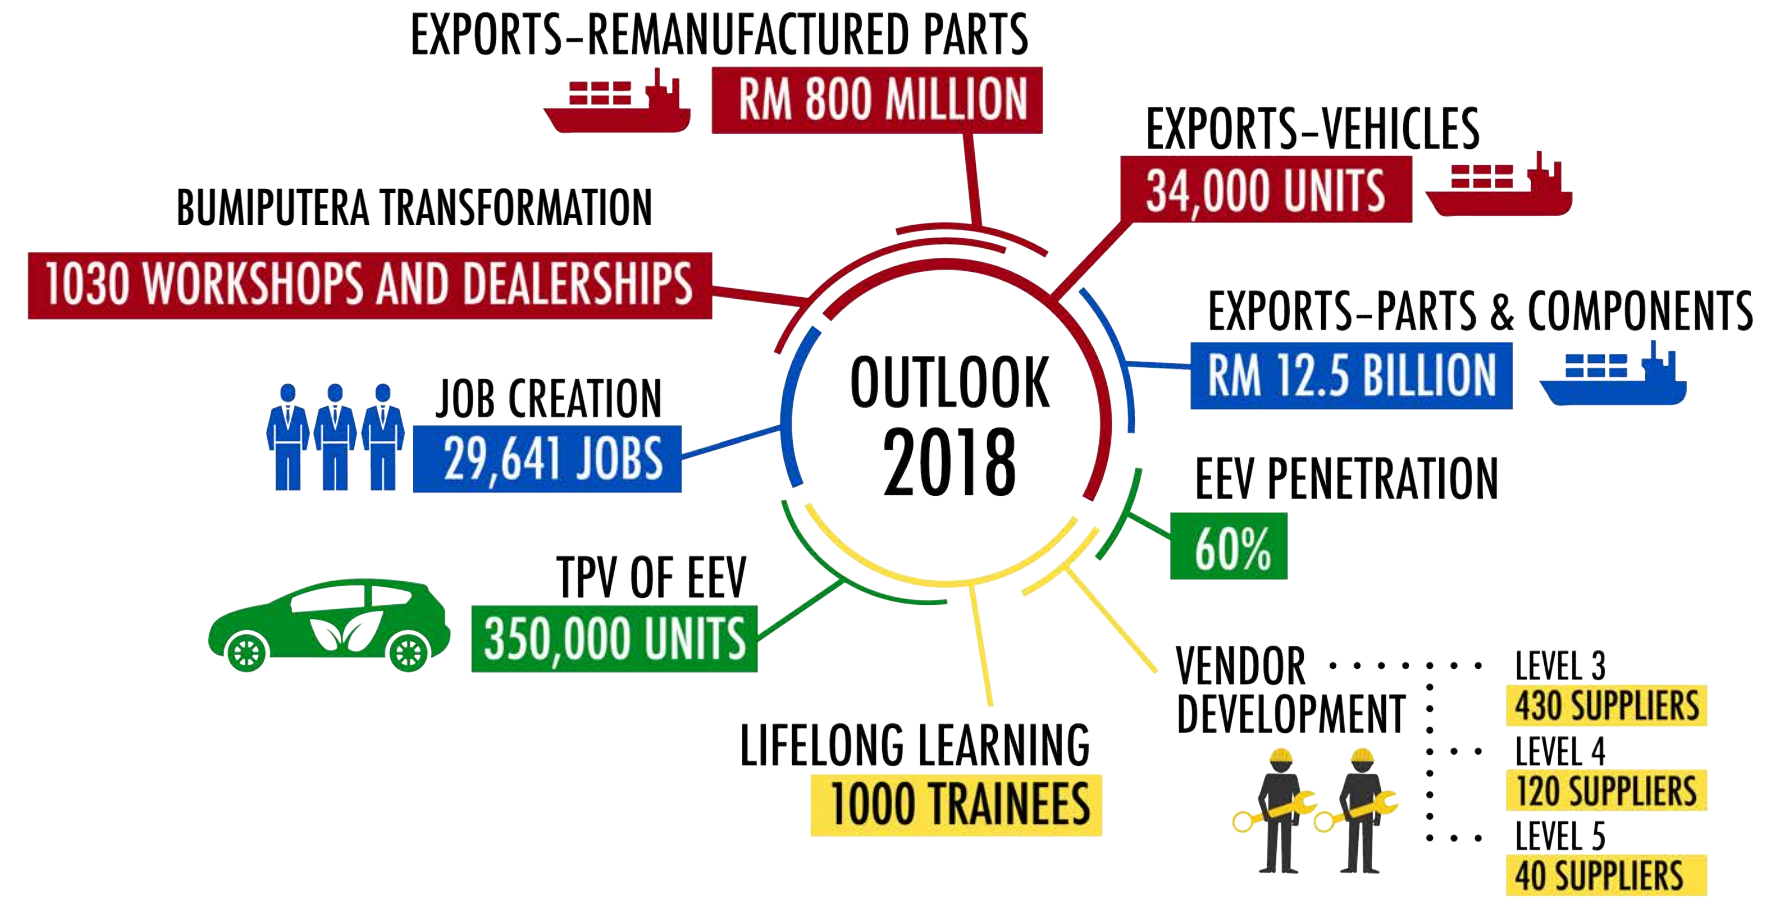 EXPORTS-REMANUFACTURED PARTS
RM 800 MILLION
EXPORTS-VEHICLES
34,000 UNITS
BUMIPUTERA TRANSFORMATION
1030 WORKSHOPS AND DEALERSHIPS
EXPORTS-PARTS & COMPONENTS
RM 12.5 BILLION
OUTLOOK
2018
JOB CREATION
29,641 JOBS
EEV PENETRATION
60%
TPV OF EEV
350,000 UNITS
LIFELONG LEARNING
1000 TRAINEES
VENDOR
DEVELOPMENT
LEVEL 3
430 SUPPLIERS
LEVEL 4
120 SUPPLIERS
LEVEL 5
40 SUPPLIERS